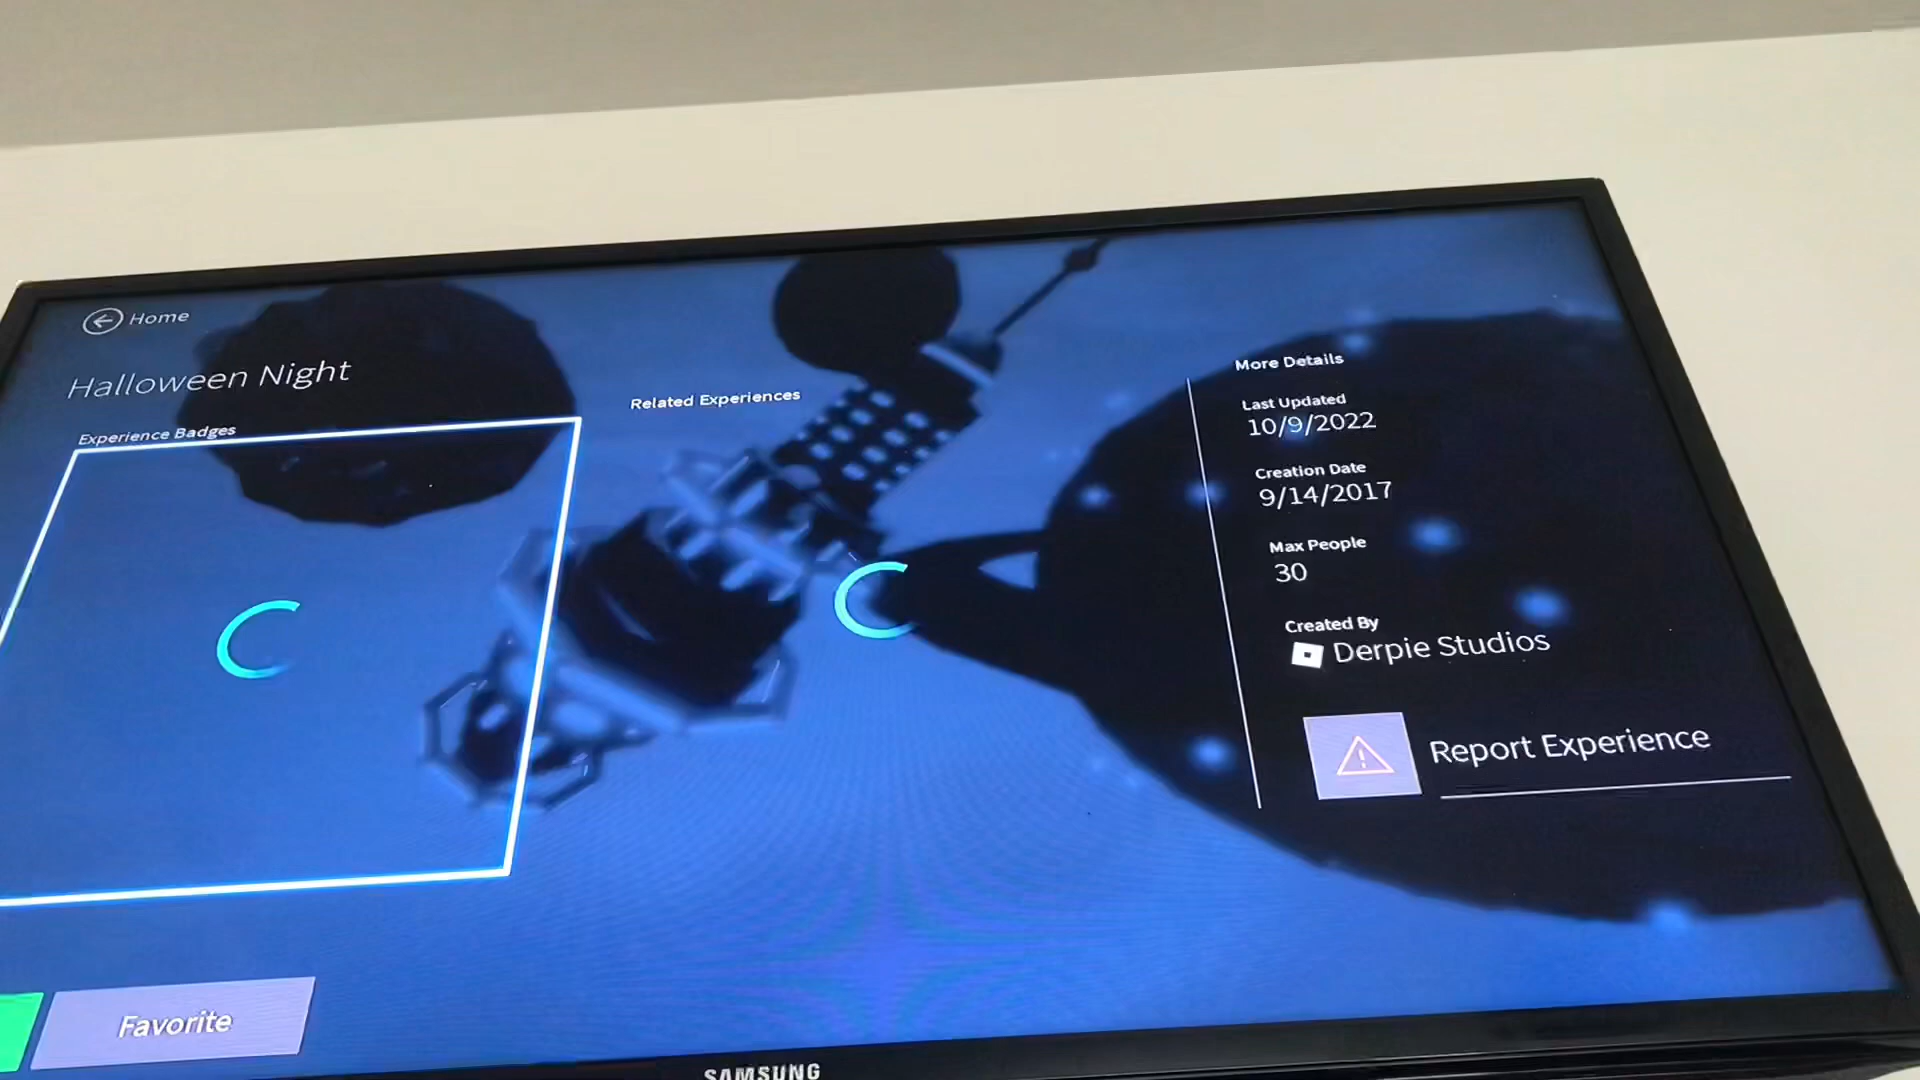 Home
Halloween Night
Experience Badges
Related Experiences
More Details
Last Updated
10/9/2022
Creation Date
9/14/2017
Max People
30
Created By
Derpie Studios
Report Experience
Favorite
SAMSUNG